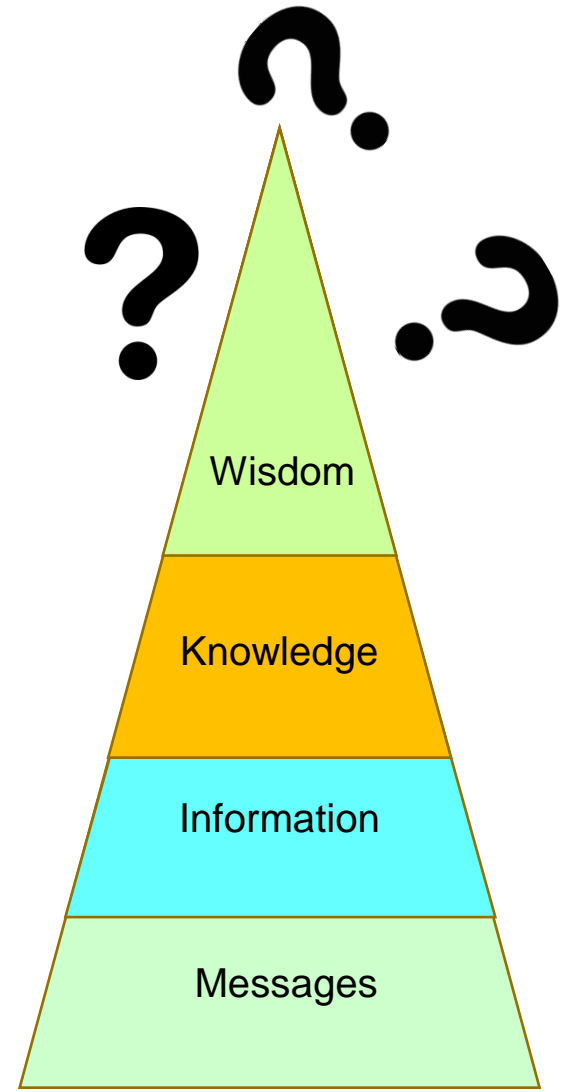 ?
?
?
Wisdom
Knowledge
Information
Messages